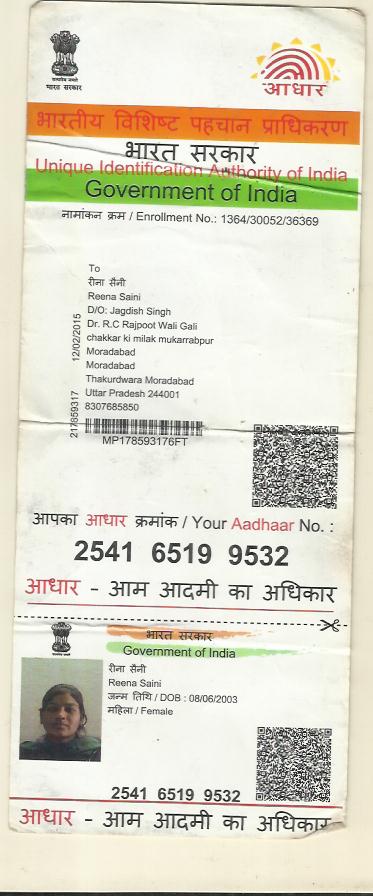 सत्यमेव जयते
भारत सरकार
आधार
भारतीय विशिष्ट पहचान प्राधिकरण
भारत सरकार
Unique Identification Authority of India
Government of India
नामांकन क्रम / Enrollment No.: 1364/30052/36369
To
रीना सैनी
Reena Saini
D/O: Jagdish Singh
Dr. R.C Rajpoot Wali Gali
chakkar ki milak mukarrabpur
Moradabad
Moradabad
Thakurdwara Moradabad
Uttar Pradesh 244001
8307685850
217859317 12/02/2015
MP178593176FT
आपका आधार क्रमांक / Your Aadhaar No. :
2541 6519 9532
आधार - आम आदमी का अधिकार
भारत सरकार
Government of India
रीना सैनी
Reena Saini
जन्म तिथि / DOB : 08/06/2003
महिला / Female
2541 6519 9532
आधार - आम आदमी का अधिकार